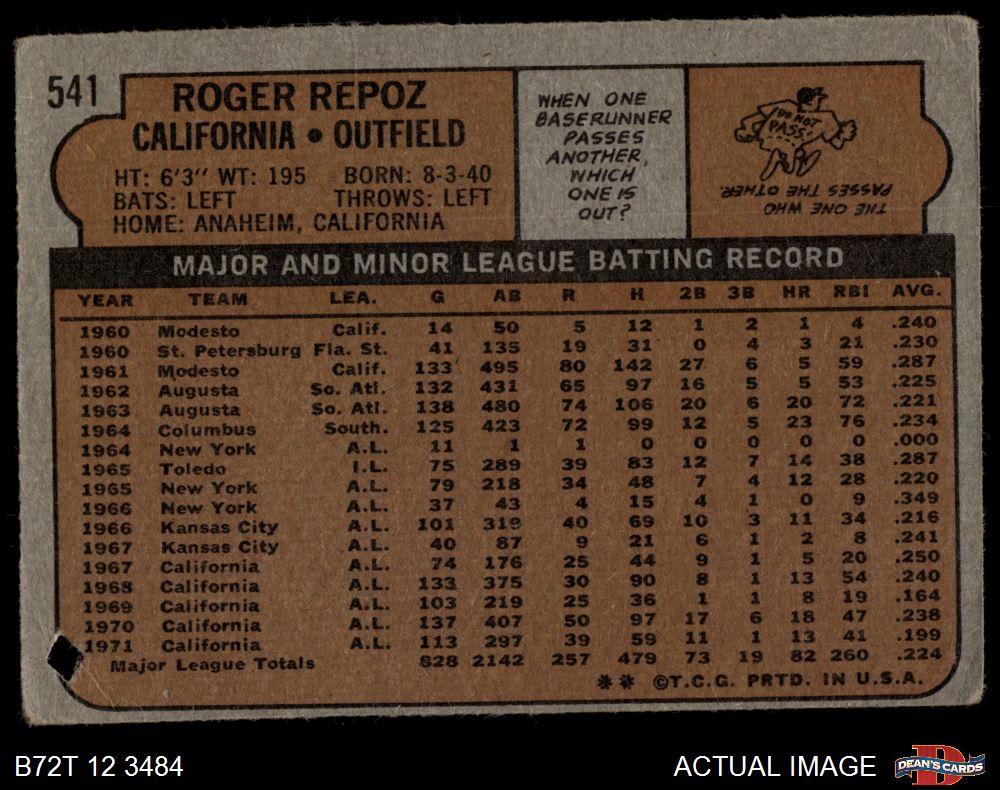 541
ROGER REPOZ
CALIFORNIA • OUTFIELD
HT: 6'3" WT: 195 BORN: 8-3-40
BATS: LEFT THROWS: LEFT
HOME: ANAHEIM, CALIFORNIA
WHEN ONE
BASERUNNER
PASSES
ANOTHER,
WHICH
ONE IS
OUT?
DO NOT
PASS
THE ONE WHO
PASSES THE OTHER.
MAJOR AND MINOR LEAGUE BATTING RECORD
YEAR TEAM LEA. G AB R H 2B 3B HR RBI AVG.
1960 Modesto Calif. 14 50 5 12 1 2 1 4 .240
1960 St. Petersburg Fla. St. 41 135 19 31 0 4 3 21 .230
1961 Modesto Calif. 133 495 80 142 27 6 5 59 .287
1962 Augusta So. Atl. 132 431 65 97 16 5 5 53 .225
1963 Augusta So. Atl. 138 480 74 106 20 6 20 72 .221
1964 Columbus South. 125 423 72 99 12 5 23 76 .234
1964 New York A.L. 11 1 1 0 0 0 0 0 .000
1965 Toledo I.L. 75 289 39 83 12 7 14 38 .287
1965 New York A.L. 79 218 34 48 7 4 12 28 .220
1966 New York A.L. 37 43 4 15 4 1 0 9 .349
1966 Kansas City A.L. 101 319 40 69 10 3 11 34 .216
1967 Kansas City A.L. 40 87 9 21 6 1 2 8 .241
1967 California A.L. 74 176 25 44 9 1 5 20 .250
1968 California A.L. 133 375 30 90 8 1 13 54 .240
1969 California A.L. 103 219 25 36 1 1 8 19 .164
1970 California A.L. 137 407 50 97 17 6 18 47 .238
1971 California A.L. 113 297 39 59 11 1 13 41 .199
Major League Totals 828 2142 257 479 73 19 82 260 .224
** ©T.C.G. PRTD. IN U.S.A.
B72T 12 3484
ACTUAL IMAGE
DEAN'S CARDS